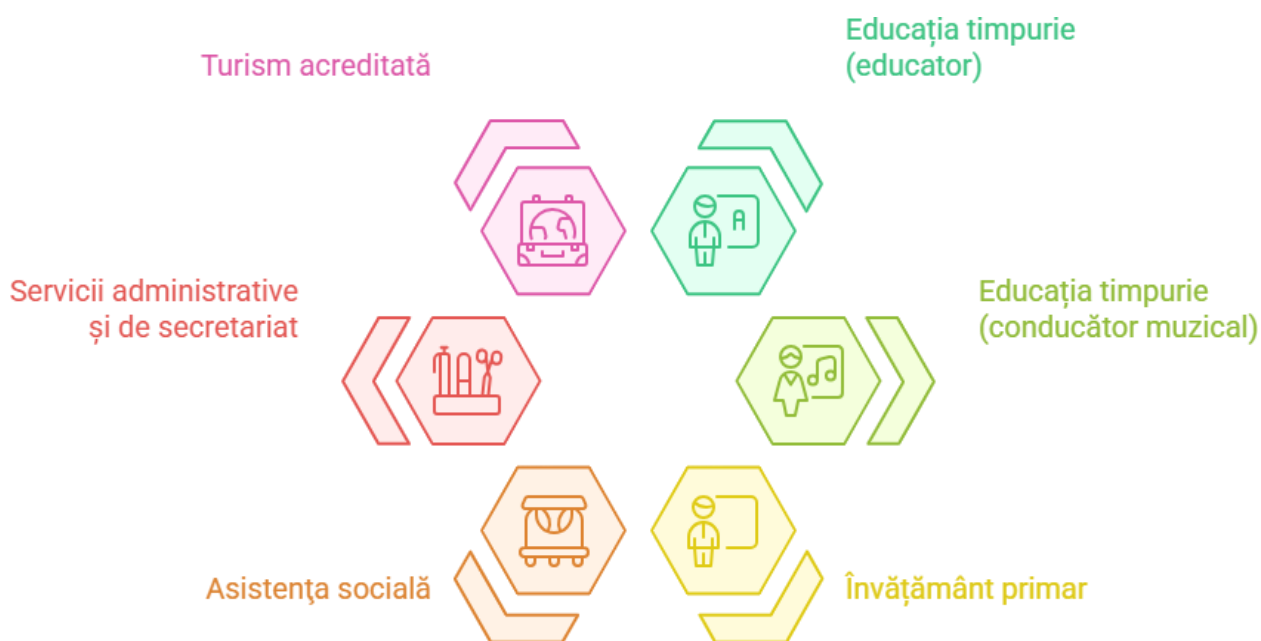 Turism acreditată
Educația timpurie
(educator)
Servicii administrative
și de secretariat
Educația timpurie
(conducător muzical)
Asistenţa socială
Învățământ primar
A